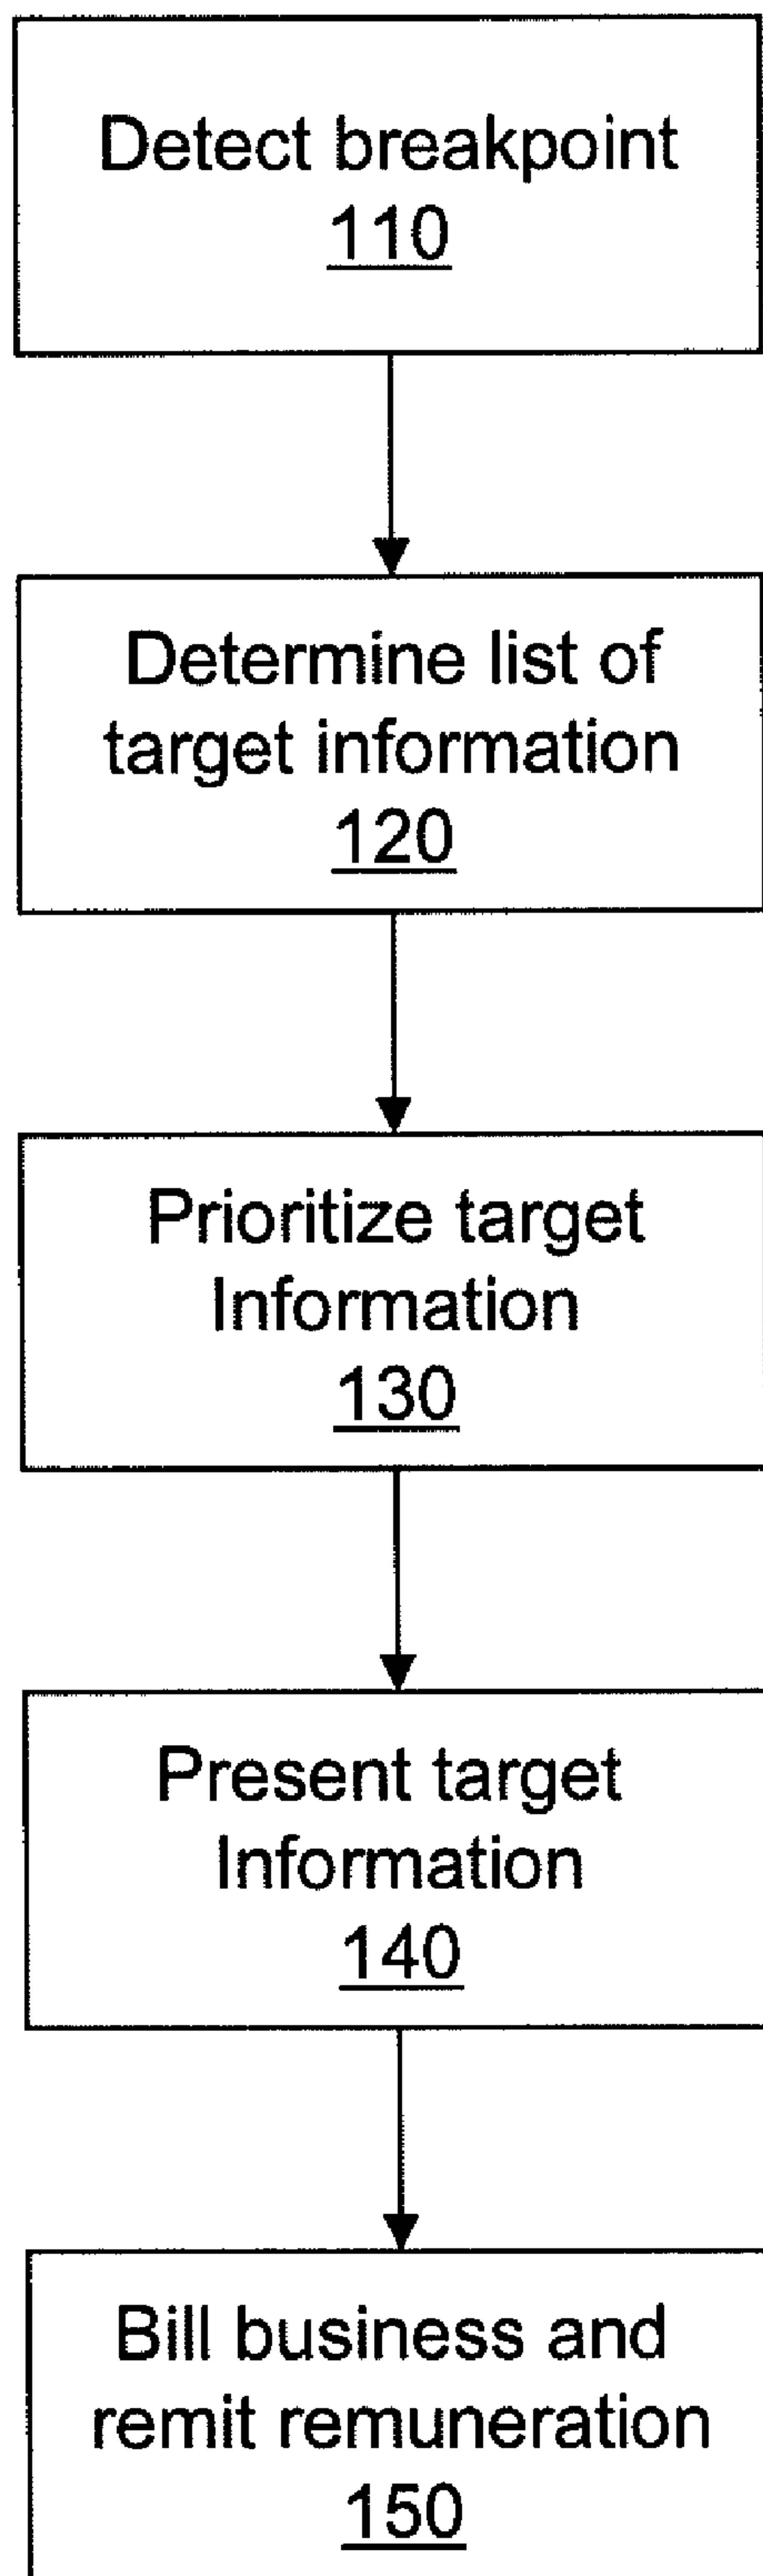 Detect breakpoint
110
Determine list of
target information
120
Prioritize target
Information
130
Present target
Information
140
Bill business and
remit remuneration
150